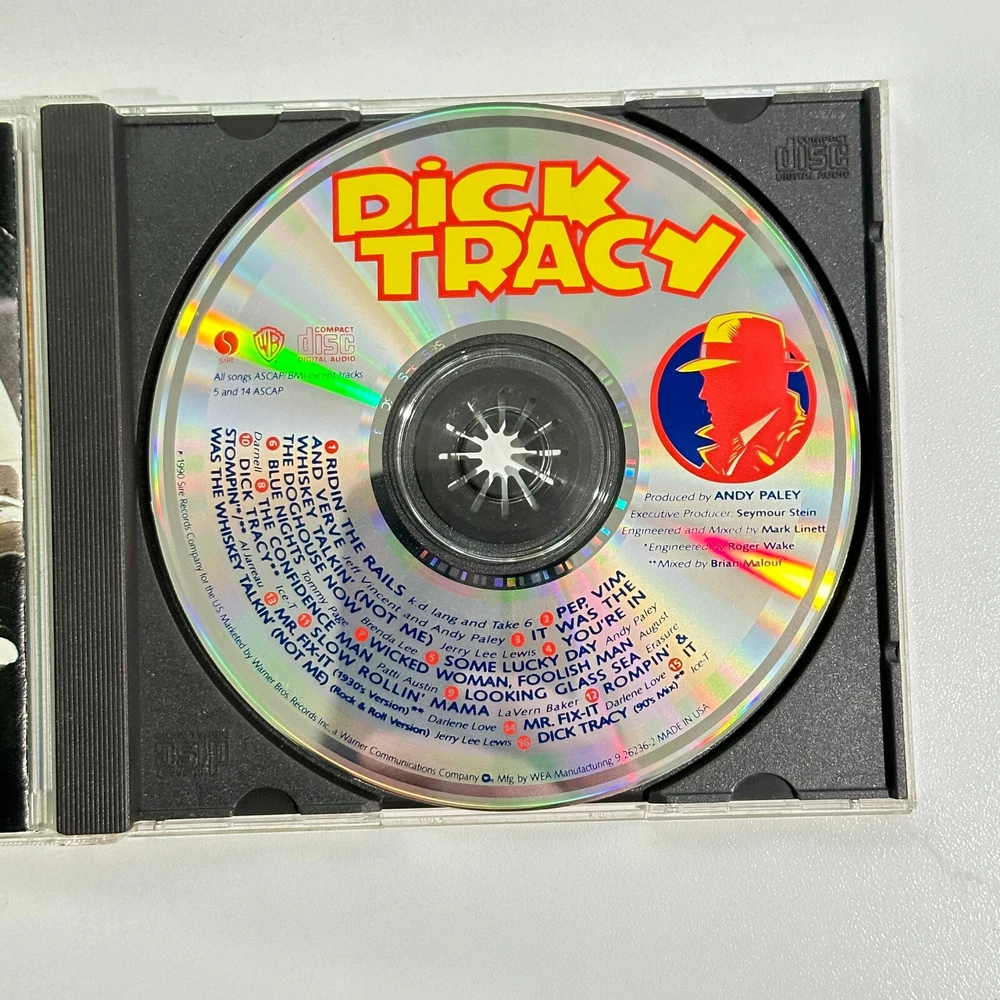 COMPACT
disc
DIGITAL AUDIO
DiCK
TRACY
SIRE
WB
COMPACT
disc
DIGITAL AUDIO
All songs ASCAP/BMI except tracks
5 and 14 ASCAP
Produced by ANDY PALEY
Executive Producer: Seymour Stein
Engineered and Mixed by Mark Linett
*Engineered by Roger Wake
**Mixed by Brian Malouf
1 RIDIN' THE RAILS k.d. lang and Take 6 2 PEP, VIM
AND VERVE Jeff Vincent and Andy Paley 3 IT WAS THE
WHISKEY TALKIN' (NOT ME) Jerry Lee Lewis 4 YOU'RE IN
THE DOGHOUSE NOW Brenda Lee 5 SOME LUCKY DAY Andy Paley
6 BLUE NIGHTS Tommy Page 7 WICKED WOMAN, FOOLISH MAN August
Darnell 8 THE CONFIDENCE MAN Patti Austin 9 LOOKING GLASS SEA Erasure
10 DICK TRACY** Ice-T 11 SLOW ROLLIN' MAMA LaVern Baker 12 ROMPIN' &
STOMPIN'*/** Al Jarreau 13 MR. FIX-IT (1930's Version)** Darlene Love 14 MR. FIX-IT Darlene Love 15 IT
WAS THE WHISKEY TALKIN' (NOT ME) (Rock & Roll Version) Jerry Lee Lewis 16 DICK TRACY (90's Mix)** Ice-T
1990 Sire Records Company for the U.S. Marketed by Warner Bros. Records Inc. a Warner Communications Company, Mfg by WEA Manufacturing 9 26236-2 MADE IN USA